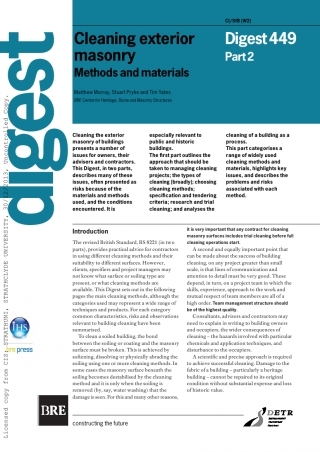 CI/SfB (W2)
Cleaning exterior
masonry
Methods and materials
Digest 449
Part 2
Matthew Murray, Stuart Pryke and Tim Yates
BRE Centre for Heritage, Stone and Masonry Structures
digest
Licensed copy from CIS: STRATHUNI, STRATHCLYDE UNIVERSITY, 30/11/2013, Uncontrolled Copy.
Cleaning the exterior
masonry of buildings
presents a number of
issues for owners, their
advisors and contractors.
This Digest, in two parts,
describes many of these
issues, often presented as
risks because of the
materials and methods
used, and the conditions
encountered. It is
especially relevant to
public and historic
buildings.
The first part outlines the
approach that should be
taken to managing cleaning
projects; the types of
soiling (broadly); choosing
cleaning methods;
specification and tendering
criteria; research and trial
cleaning; and analyses the
cleaning of a building as a
process.
This part categorizes a
range of widely used
cleaning methods and
materials, highlights key
issues, and describes the
problems and risks
associated with each
method.
Introduction
The revised British Standard, BS 8221 (in two
parts), provides practical advice for contractors
in using different cleaning methods and their
suitability to different surfaces. However,
clients, specifiers and project managers may
not know what surface or soiling type is
present, or what cleaning methods are
available. This Digest sets out in the following
pages the main cleaning methods, although the
categories used may represent a wide range of
techniques and products. For each category
common characteristics, risks and observations
relevant to building cleaning have been
summarised.
To clean a soiled building, the bond
between the soiling or coating and the masonry
surface must be broken. This is achieved by
softening, dissolving or physically abrading the
soiling using one or more cleaning methods. In
some cases the masonry surface beneath the
soiling becomes destabilised by the cleaning
method and it is only when the soiling is
removed (by, say, water washing) that the
damage is seen. For this and many other reasons,
it is very important that any contract for cleaning
masonry surfaces includes trial cleaning before full
cleaning operations start.
A second and equally important point that
can be made about the success of building
cleaning, on any project greater than small
scale, is that lines of communication and
attention to detail must be very good. These
depend, in turn, on a project team in which the
skills, experience, approach to the work and
mutual respect of team members are all of a
high order. Team management structures should
be of the highest quality.
Consultants, advisors and contractors may
need to explain in writing to building owners
and occupiers, the wider consequences of
cleaning – the hazards involved with particular
chemicals and application techniques, and
disturbance to the occupiers.
A scientific and precise approach is required
to achieve successful cleaning. Damage to the
fabric of a building – particularly a heritage
building – cannot be repaired to its original
condition without substantial expense and loss
of historic value.
IHS
bre press
BRE
constructing the future
DETR